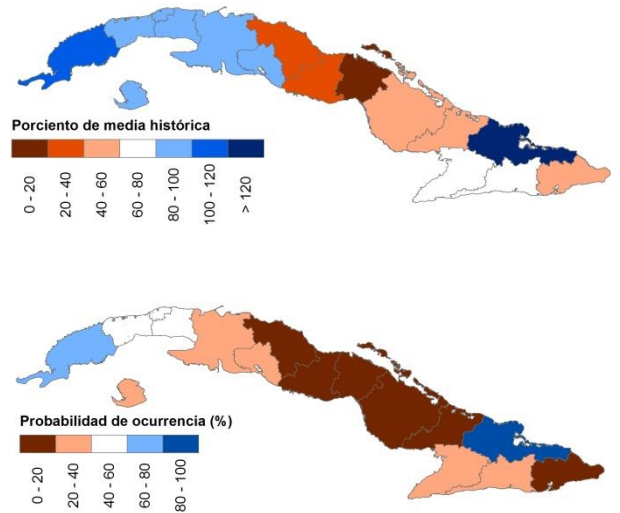 Porciento de media histórica
0 - 20
20 - 40
40 - 60
60 - 80
80 - 100
100 - 120
> 120
Probabilidad de ocurrencia (%)
0 - 20
20 - 40
40 - 60
60 - 80
80 - 100